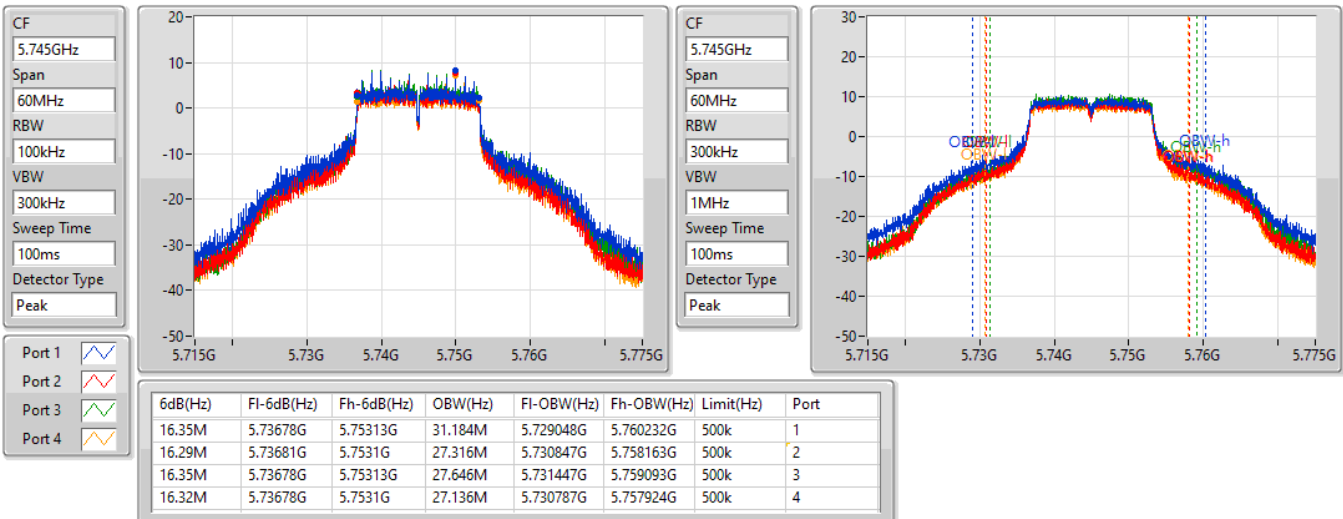 CF
5.745GHz
Span
60MHz
RBW
100kHz
VBW
300kHz
Sweep Time
100ms
Detector Type
Peak
20
10
0
-10
-20
-30
-40
-50
5.715G 5.73G 5.74G 5.75G 5.76G 5.775G
CF
5.745GHz
Span
60MHz
RBW
300kHz
VBW
1MHz
Sweep Time
100ms
Detector Type
Peak
30
20
10
0
-10
-20
-30
-40
-50
OBW-h
OBW-h
OBW-h
5.715G 5.73G 5.74G 5.75G 5.76G 5.775G
Port 1
Port 2
Port 3
Port 4
6dB(Hz) Fl-6dB(Hz) Fh-6dB(Hz) OBW(Hz) Fl-OBW(Hz) Fh-OBW(Hz) Limit(Hz) Port
16.35M 5.73678G 5.75313G 31.184M 5.729048G 5.760232G 500k 1
16.29M 5.73681G 5.7531G 27.316M 5.730847G 5.758163G 500k 2
16.35M 5.73678G 5.75313G 27.646M 5.731447G 5.759093G 500k 3
16.32M 5.73678G 5.7531G 27.136M 5.730787G 5.757924G 500k 4